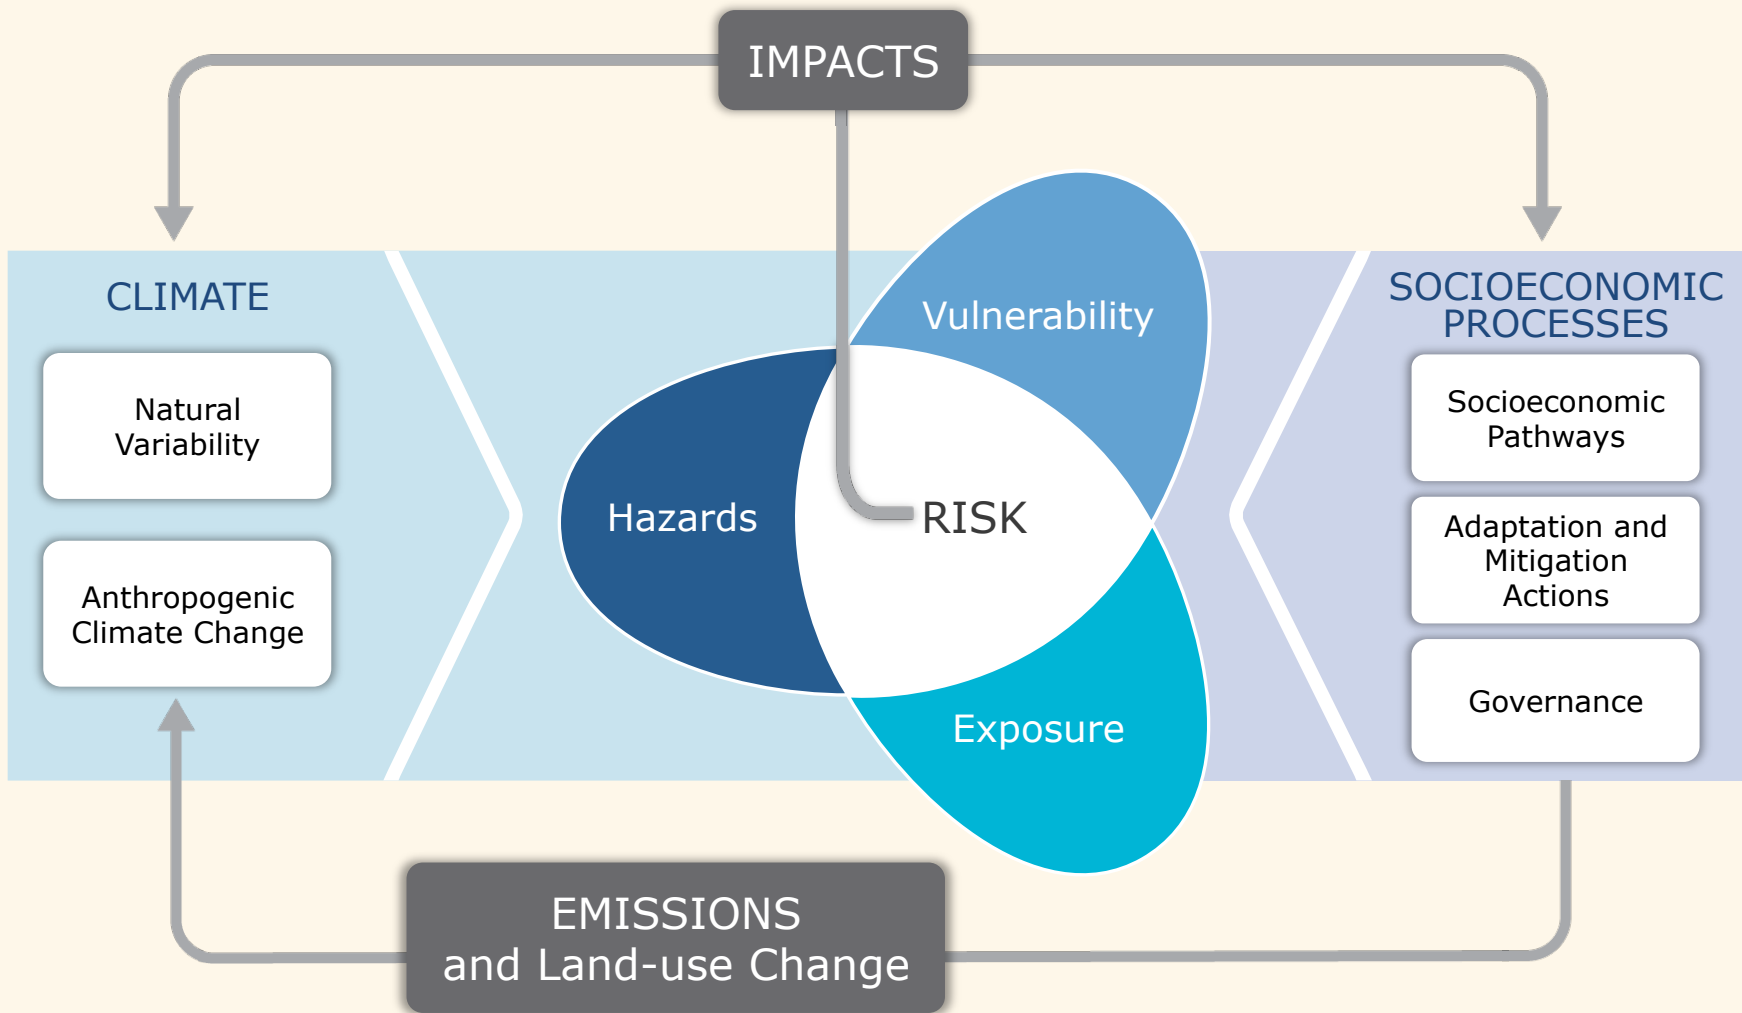 IMPACTS
CLIMATE
Natural
Variability
Anthropogenic
Climate Change
Vulnerability
Hazards
RISK
Exposure
SOCIOECONOMIC
PROCESSES
Socioeconomic
Pathways
Adaptation and
Mitigation
Actions
Governance
EMISSIONS
and Land-use Change